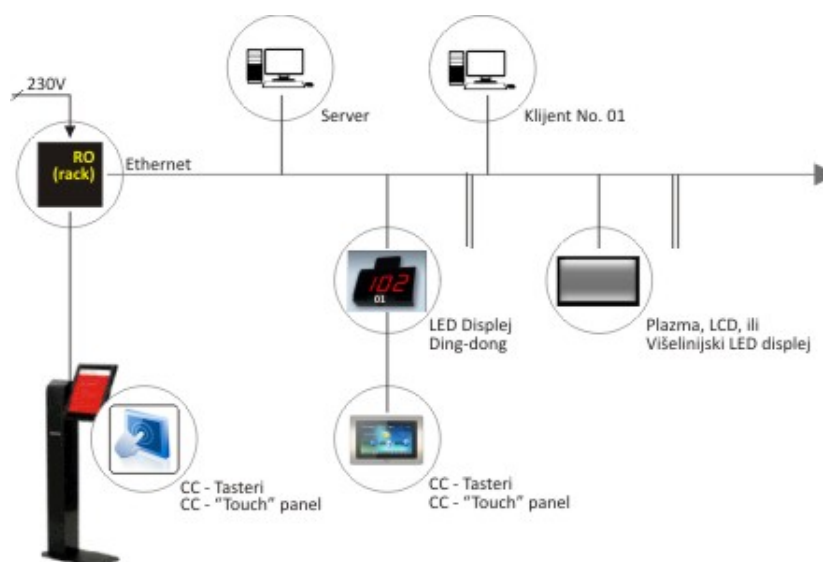 230V
Server
Klijent No. 01
RO
(rack)
Ethernet
102
01
LED Displej
Ding-dong
Plazma, LCD, ili
Višelinijski LED displej
CC - Tasteri
CC - “Touch” panel
CC - Tasteri
CC - “Touch” panel